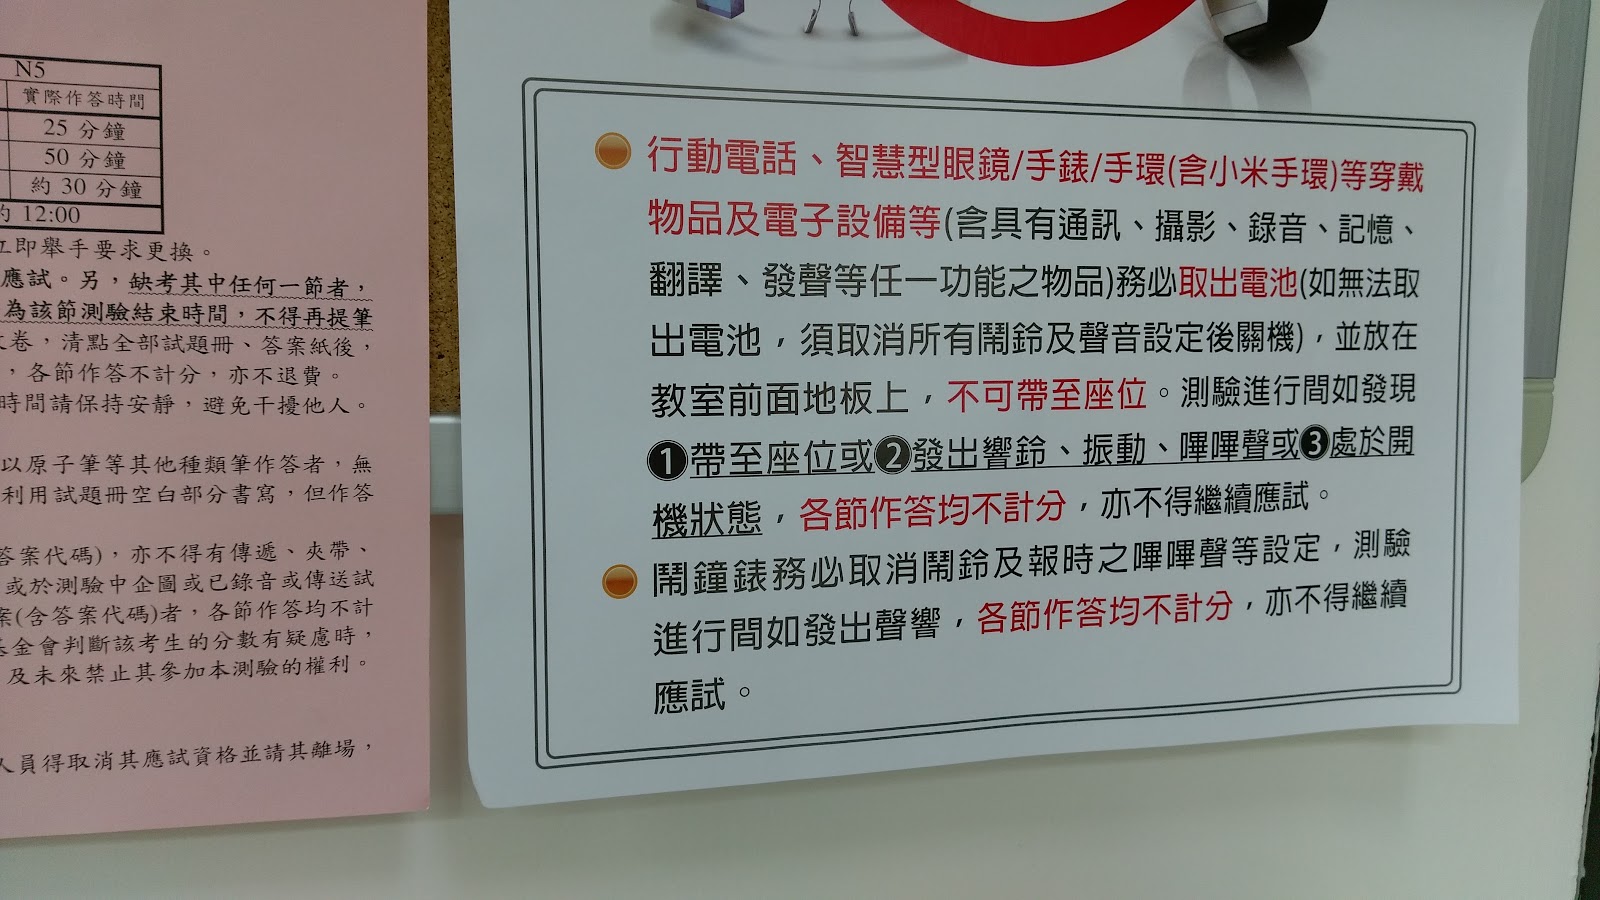 N5
實際作答時間
25 分鐘
50 分鐘
約 30 分鐘
約 12:00
立即舉手要求更換。
應試。另，缺考其中任何一節者，
為該節測驗結束時間，不得再提筆
卷，清點全部試題冊、答案紙後，
，各節作答不計分，亦不退費。
時間請保持安靜，避免干擾他人。
以原子筆等其他種類筆作答者，無
利用試題冊空白部分書寫，但作答
答案代碼)，亦不得有傳遞、夾帶、
或於測驗中企圖或已錄音或傳送試
案(含答案代碼)者，各節作答均不計
基金會判斷該考生的分數有疑慮時，
及未來禁止其參加本測驗的權利。
人員得取消其應試資格並請其離場，
行動電話、智慧型眼鏡/手錶/手環(含小米手環)等穿戴
物品及電子設備等(含具有通訊、攝影、錄音、記憶、
翻譯、發聲等任一功能之物品)務必取出電池(如無法取
出電池，須取消所有鬧鈴及聲音設定後關機)，並放在
教室前面地板上，不可帶至座位。測驗進行間如發現
❶帶至座位或❷發出響鈴、振動、嗶嗶聲或❸處於開
機狀態，各節作答均不計分，亦不得繼續應試。
鬧鐘錶務必取消鬧鈴及報時之嗶嗶聲等設定，測驗
進行間如發出聲響，各節作答均不計分，亦不得繼續
應試。